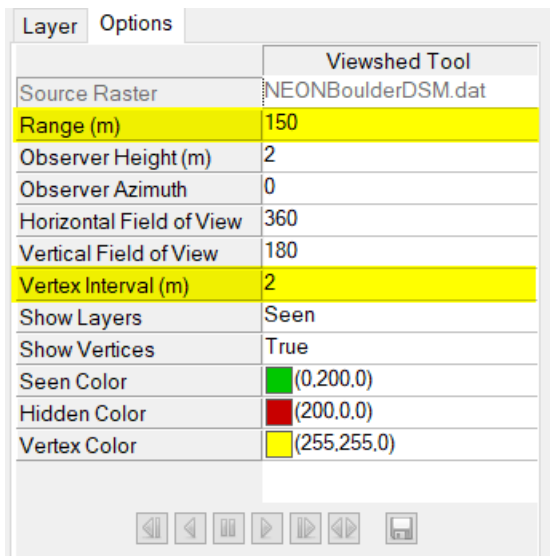 Layer Options
Viewshed Tool
Source Raster NEONBoulderDSM.dat
Range (m) 150
Observer Height (m) 2
Observer Azimuth 0
Horizontal Field of View 360
Vertical Field of View 180
Vertex Interval (m) 2
Show Layers Seen
Show Vertices True
Seen Color (0,200,0)
Hidden Color (200,0,0)
Vertex Color (255,255,0)